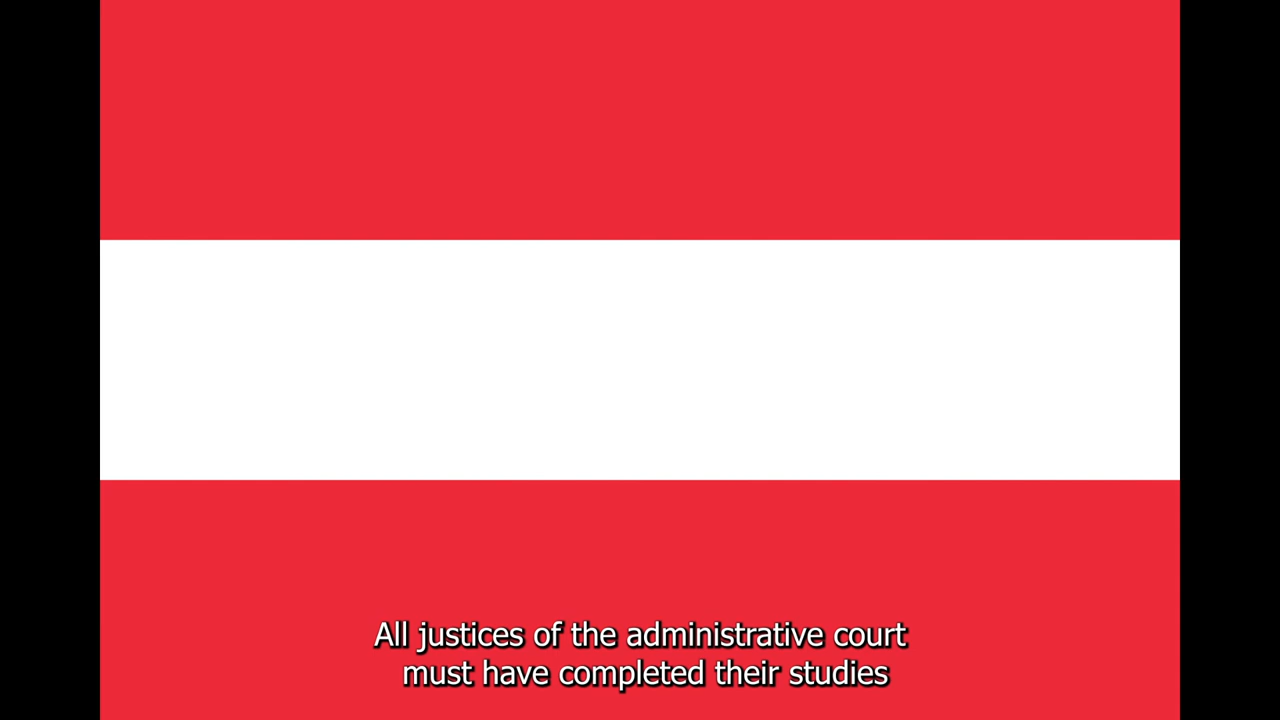 All justices of the administrative court
must have completed their studies